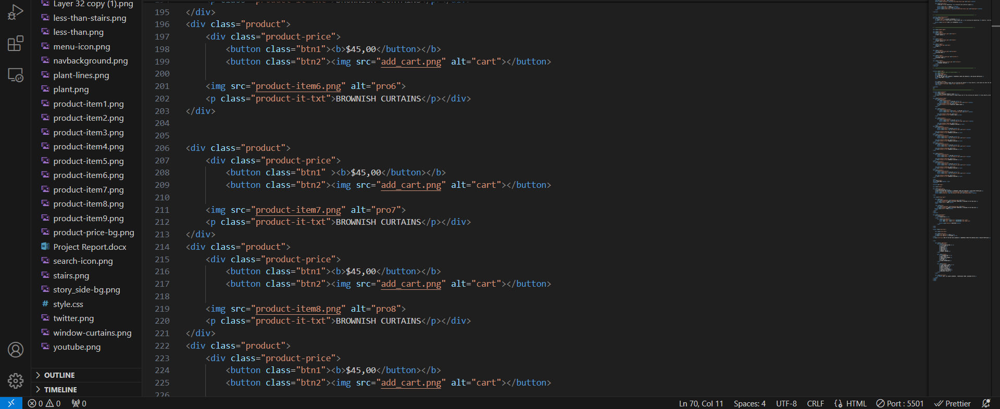 Layer 32 copy (1).png
less-than-stairs.png
less-than.png
menu-icon.png
navbackground.png
plant-lines.png
plant.png
product-item1.png
product-item2.png
product-item3.png
product-item4.png
product-item5.png
product-item6.png
product-item7.png
product-item8.png
product-item9.png
product-price-bg.png
Project Report.docx
search-icon.png
stairs.png
story_side-bg.png
# style.css
twitter.png
window-curtains.png
youtube.png
OUTLINE
TIMELINE
195 </div>
196 <div class="product">
197 <div class="product-price">
198 <button class="btn1"><b>$45,00</button></b>
199 <button class="btn2"><img src="add_cart.png" alt="cart"></button>
200
201 <img src="product-item6.png" alt="pro6">
202 <p class="product-it-txt">BROWNISH CURTAINS</p></div>
203 </div>
204
205
206 <div class="product">
207 <div class="product-price">
208 <button class="btn1" ><b>$45,00</button></b>
209 <button class="btn2"><img src="add_cart.png" alt="cart"></button>
210
211 <img src="product-item7.png" alt="pro7">
212 <p class="product-it-txt">BROWNISH CURTAINS</p></div>
213 </div>
214 <div class="product">
215 <div class="product-price">
216 <button class="btn1"><b>$45,00</button></b>
217 <button class="btn2"><img src="add_cart.png" alt="cart"></button>
218
219 <img src="product-item8.png" alt="pro8">
220 <p class="product-it-txt">BROWNISH CURTAINS</p></div>
221 </div>
222 <div class="product">
223 <div class="product-price">
224 <button class="btn1"><b>$45,00</button></b>
225 <button class="btn2"><img src="add_cart.png" alt="cart"></button>
226
0 0 0 Ln 70, Col 11 Spaces: 4 UTF-8 CRLF HTML Port : 5501 Prettier